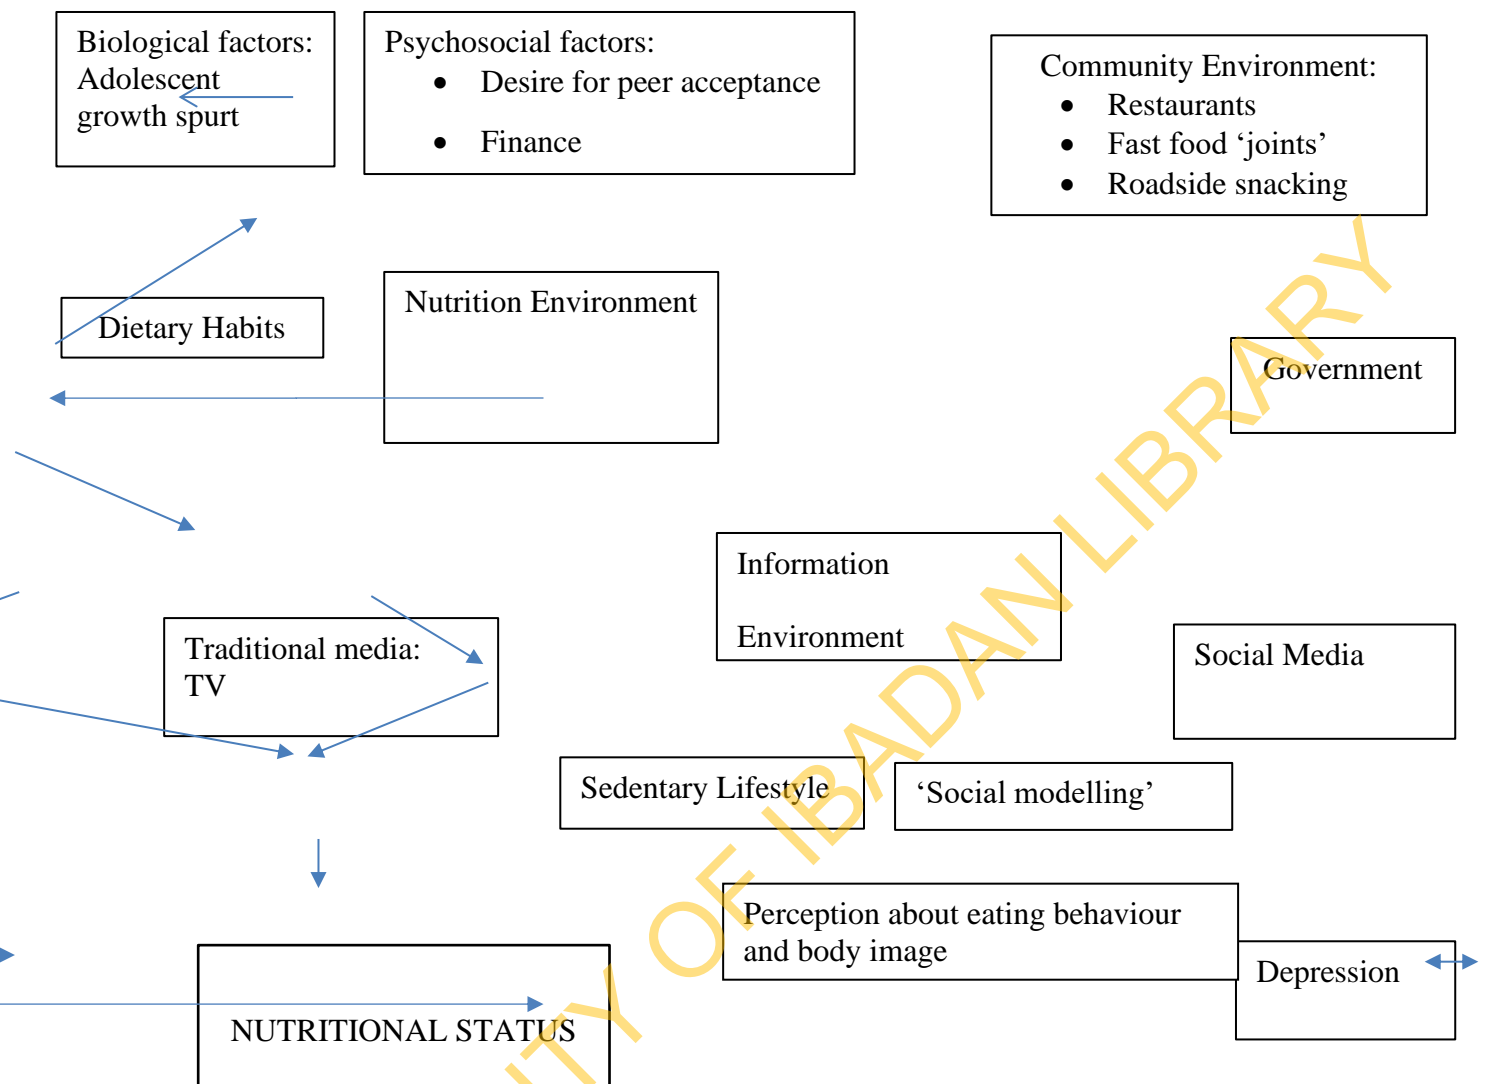 Biological factors:
Adolescent
growth spurt
Psychosocial factors:
• Desire for peer acceptance
• Finance
Community Environment:
• Restaurants
• Fast food ‘joints’
• Roadside snacking
Dietary Habits
Nutrition Environment
Government
Information
Environment
Traditional media:
TV
Social Media
Sedentary Lifestyle
‘Social modelling’
Perception about eating behaviour
and body image
Depression
NUTRITIONAL STATUS
ITY OF IBADAN LIBRARY